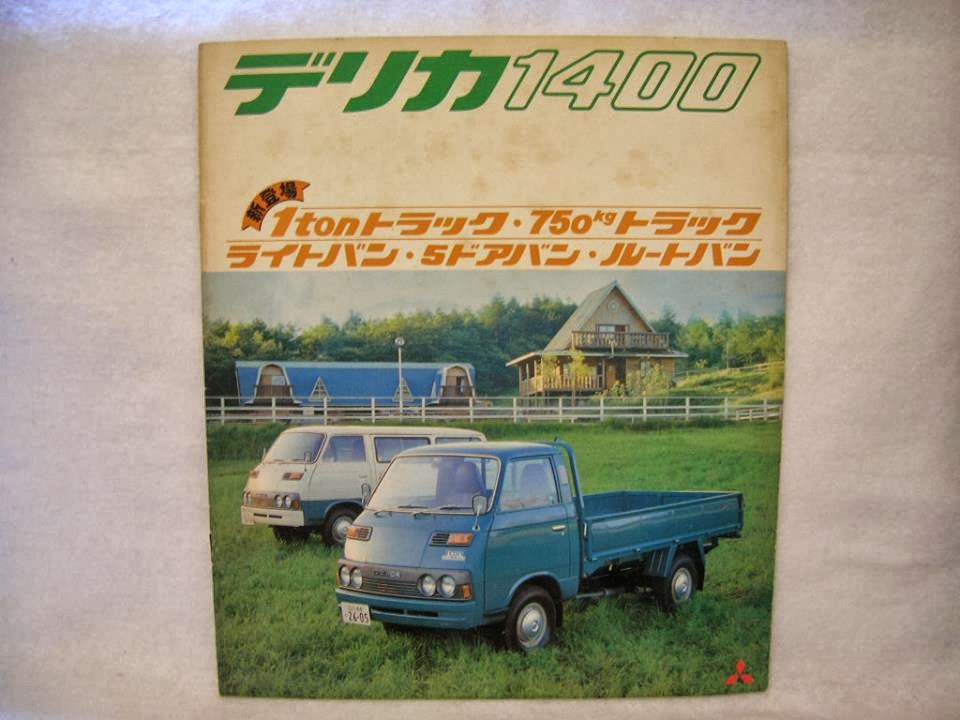 デリカ1400
新登場
1tonトラック・750kgトラック
ライトバン・5ドアバン・ルートバン
26-05